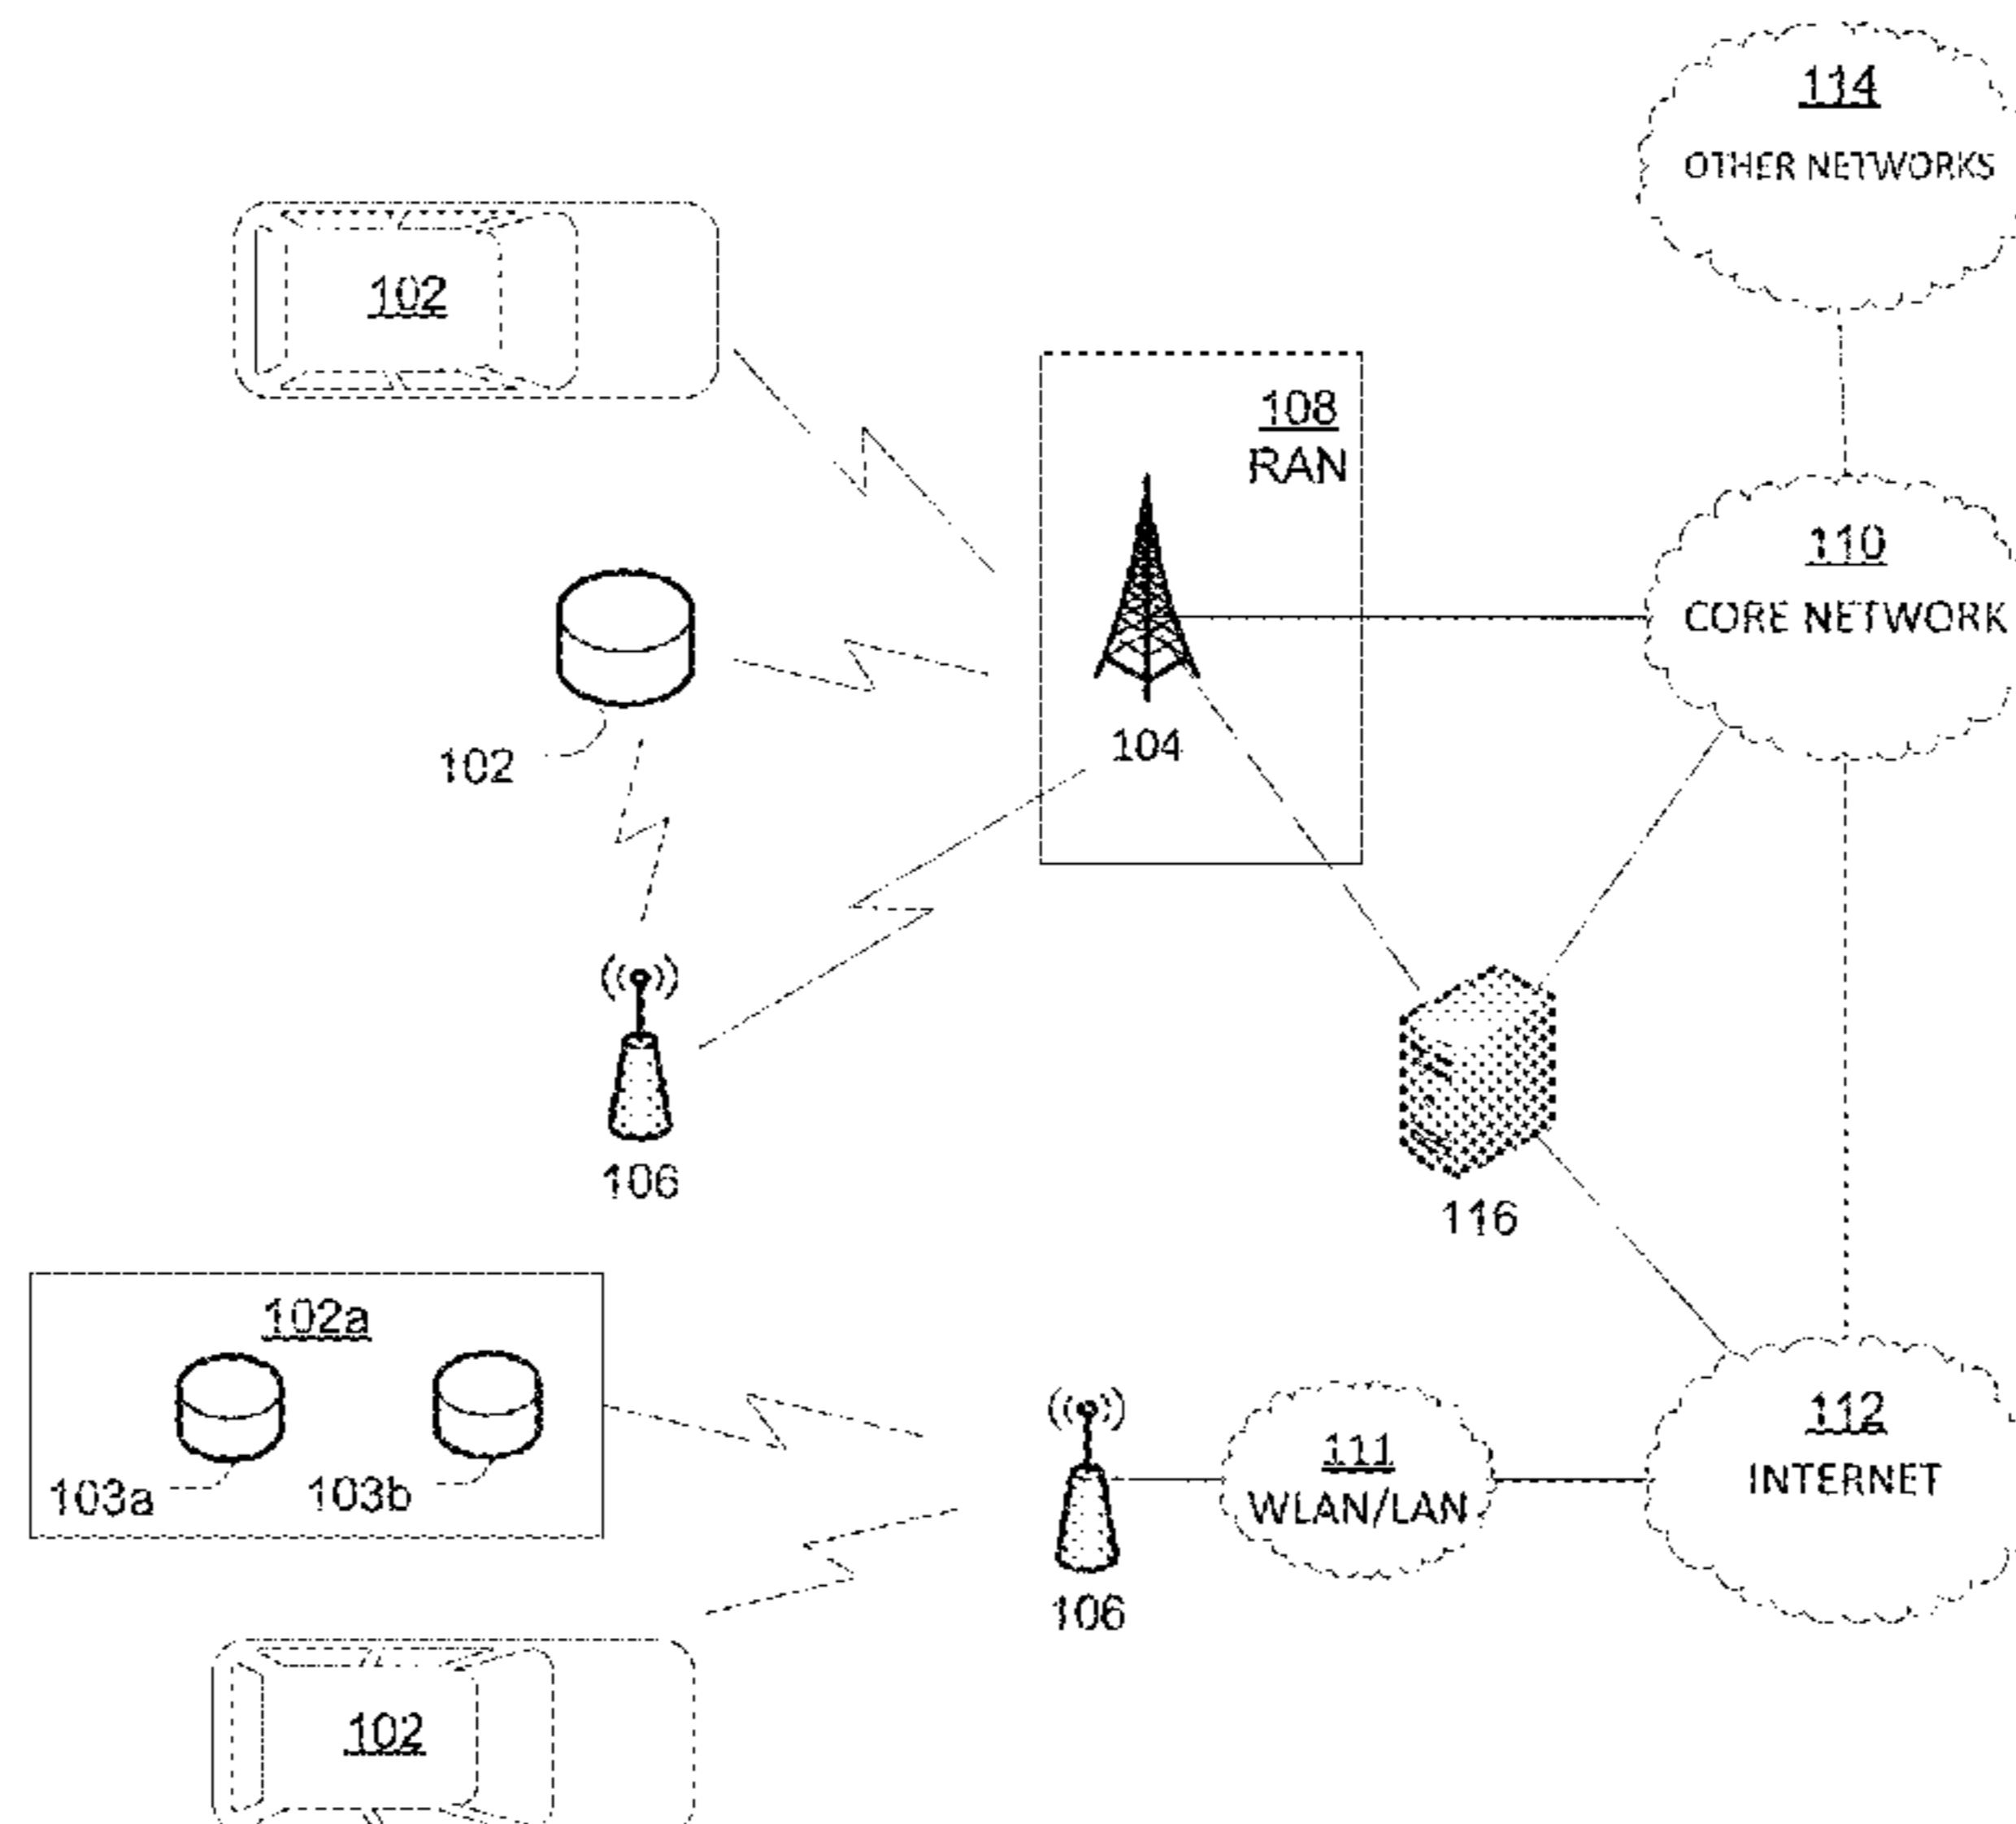 114
OTHER NETWORKS
102
108
RAN
110
CORE NETWORK
104
102
106
116
102a
103a
103b
112
INTERNET
111
WLAN/LAN
106
102